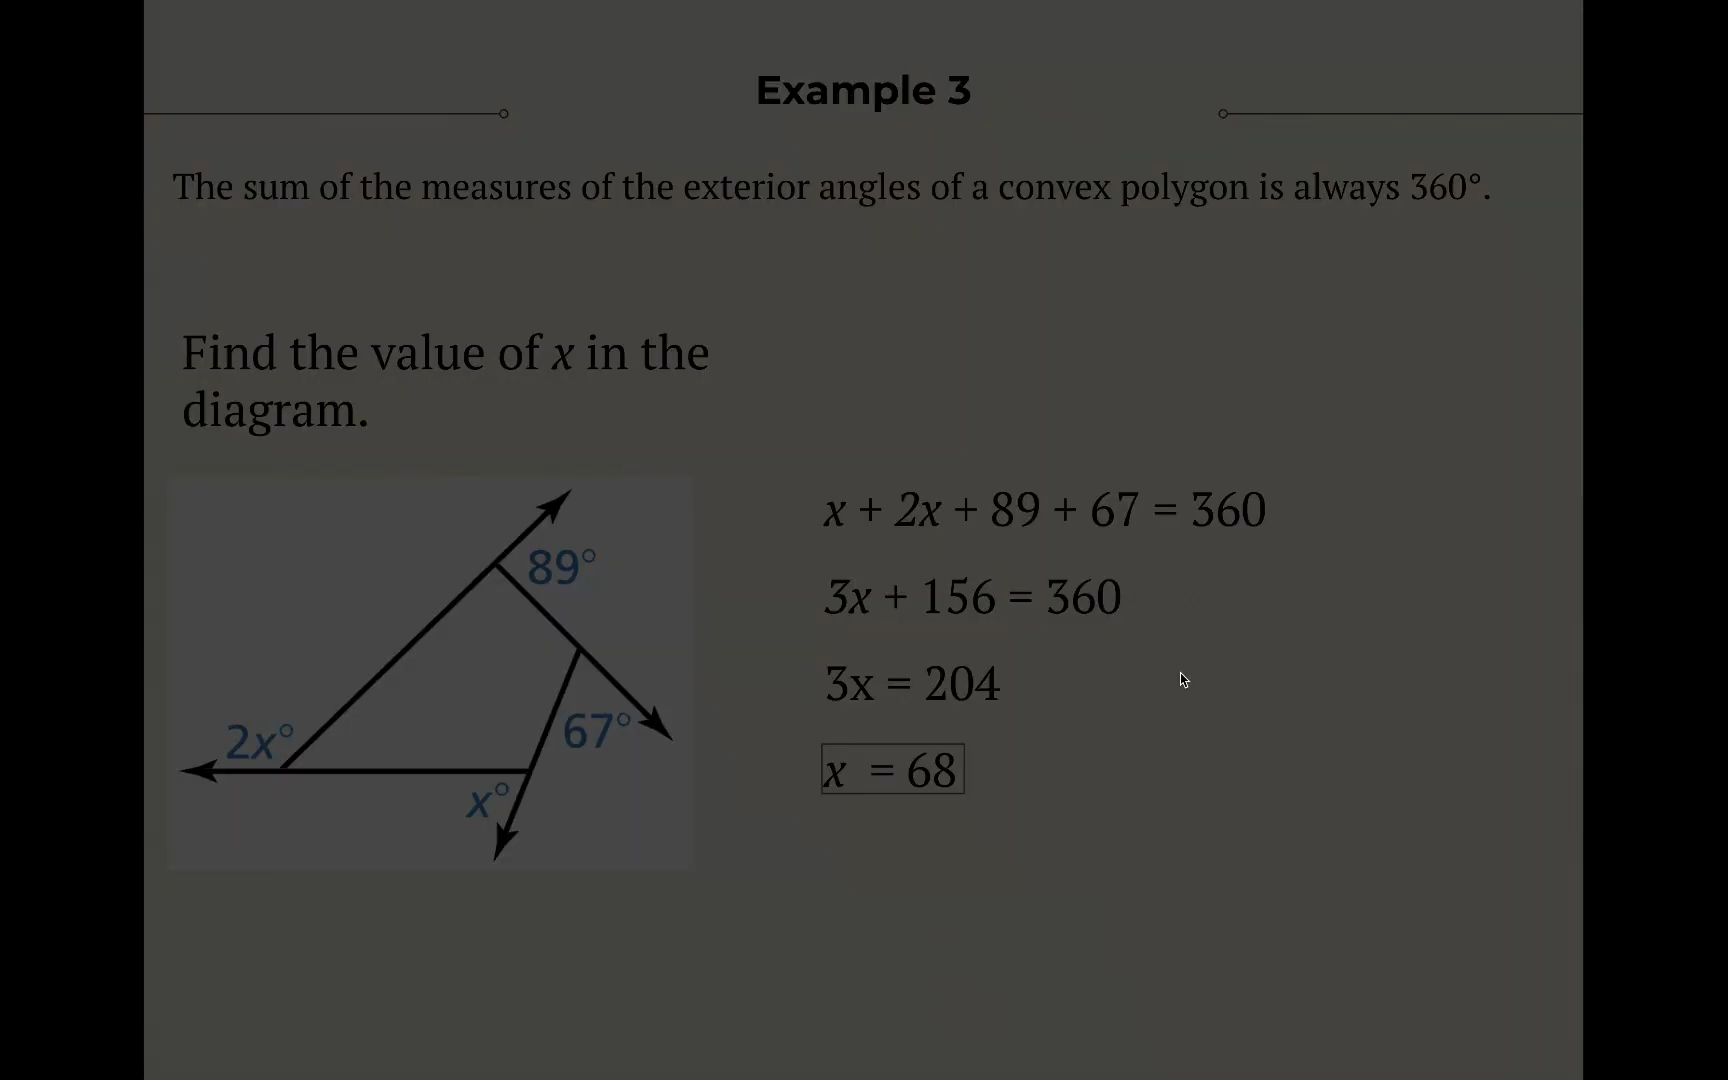 Example 3
The sum of the measures of the exterior angles of a convex polygon is always 360°.
Find the value of x in the
diagram.
89°
2x°
67°
x°
x + 2x + 89 + 67 = 360
3x + 156 = 360
3x = 204
x = 68